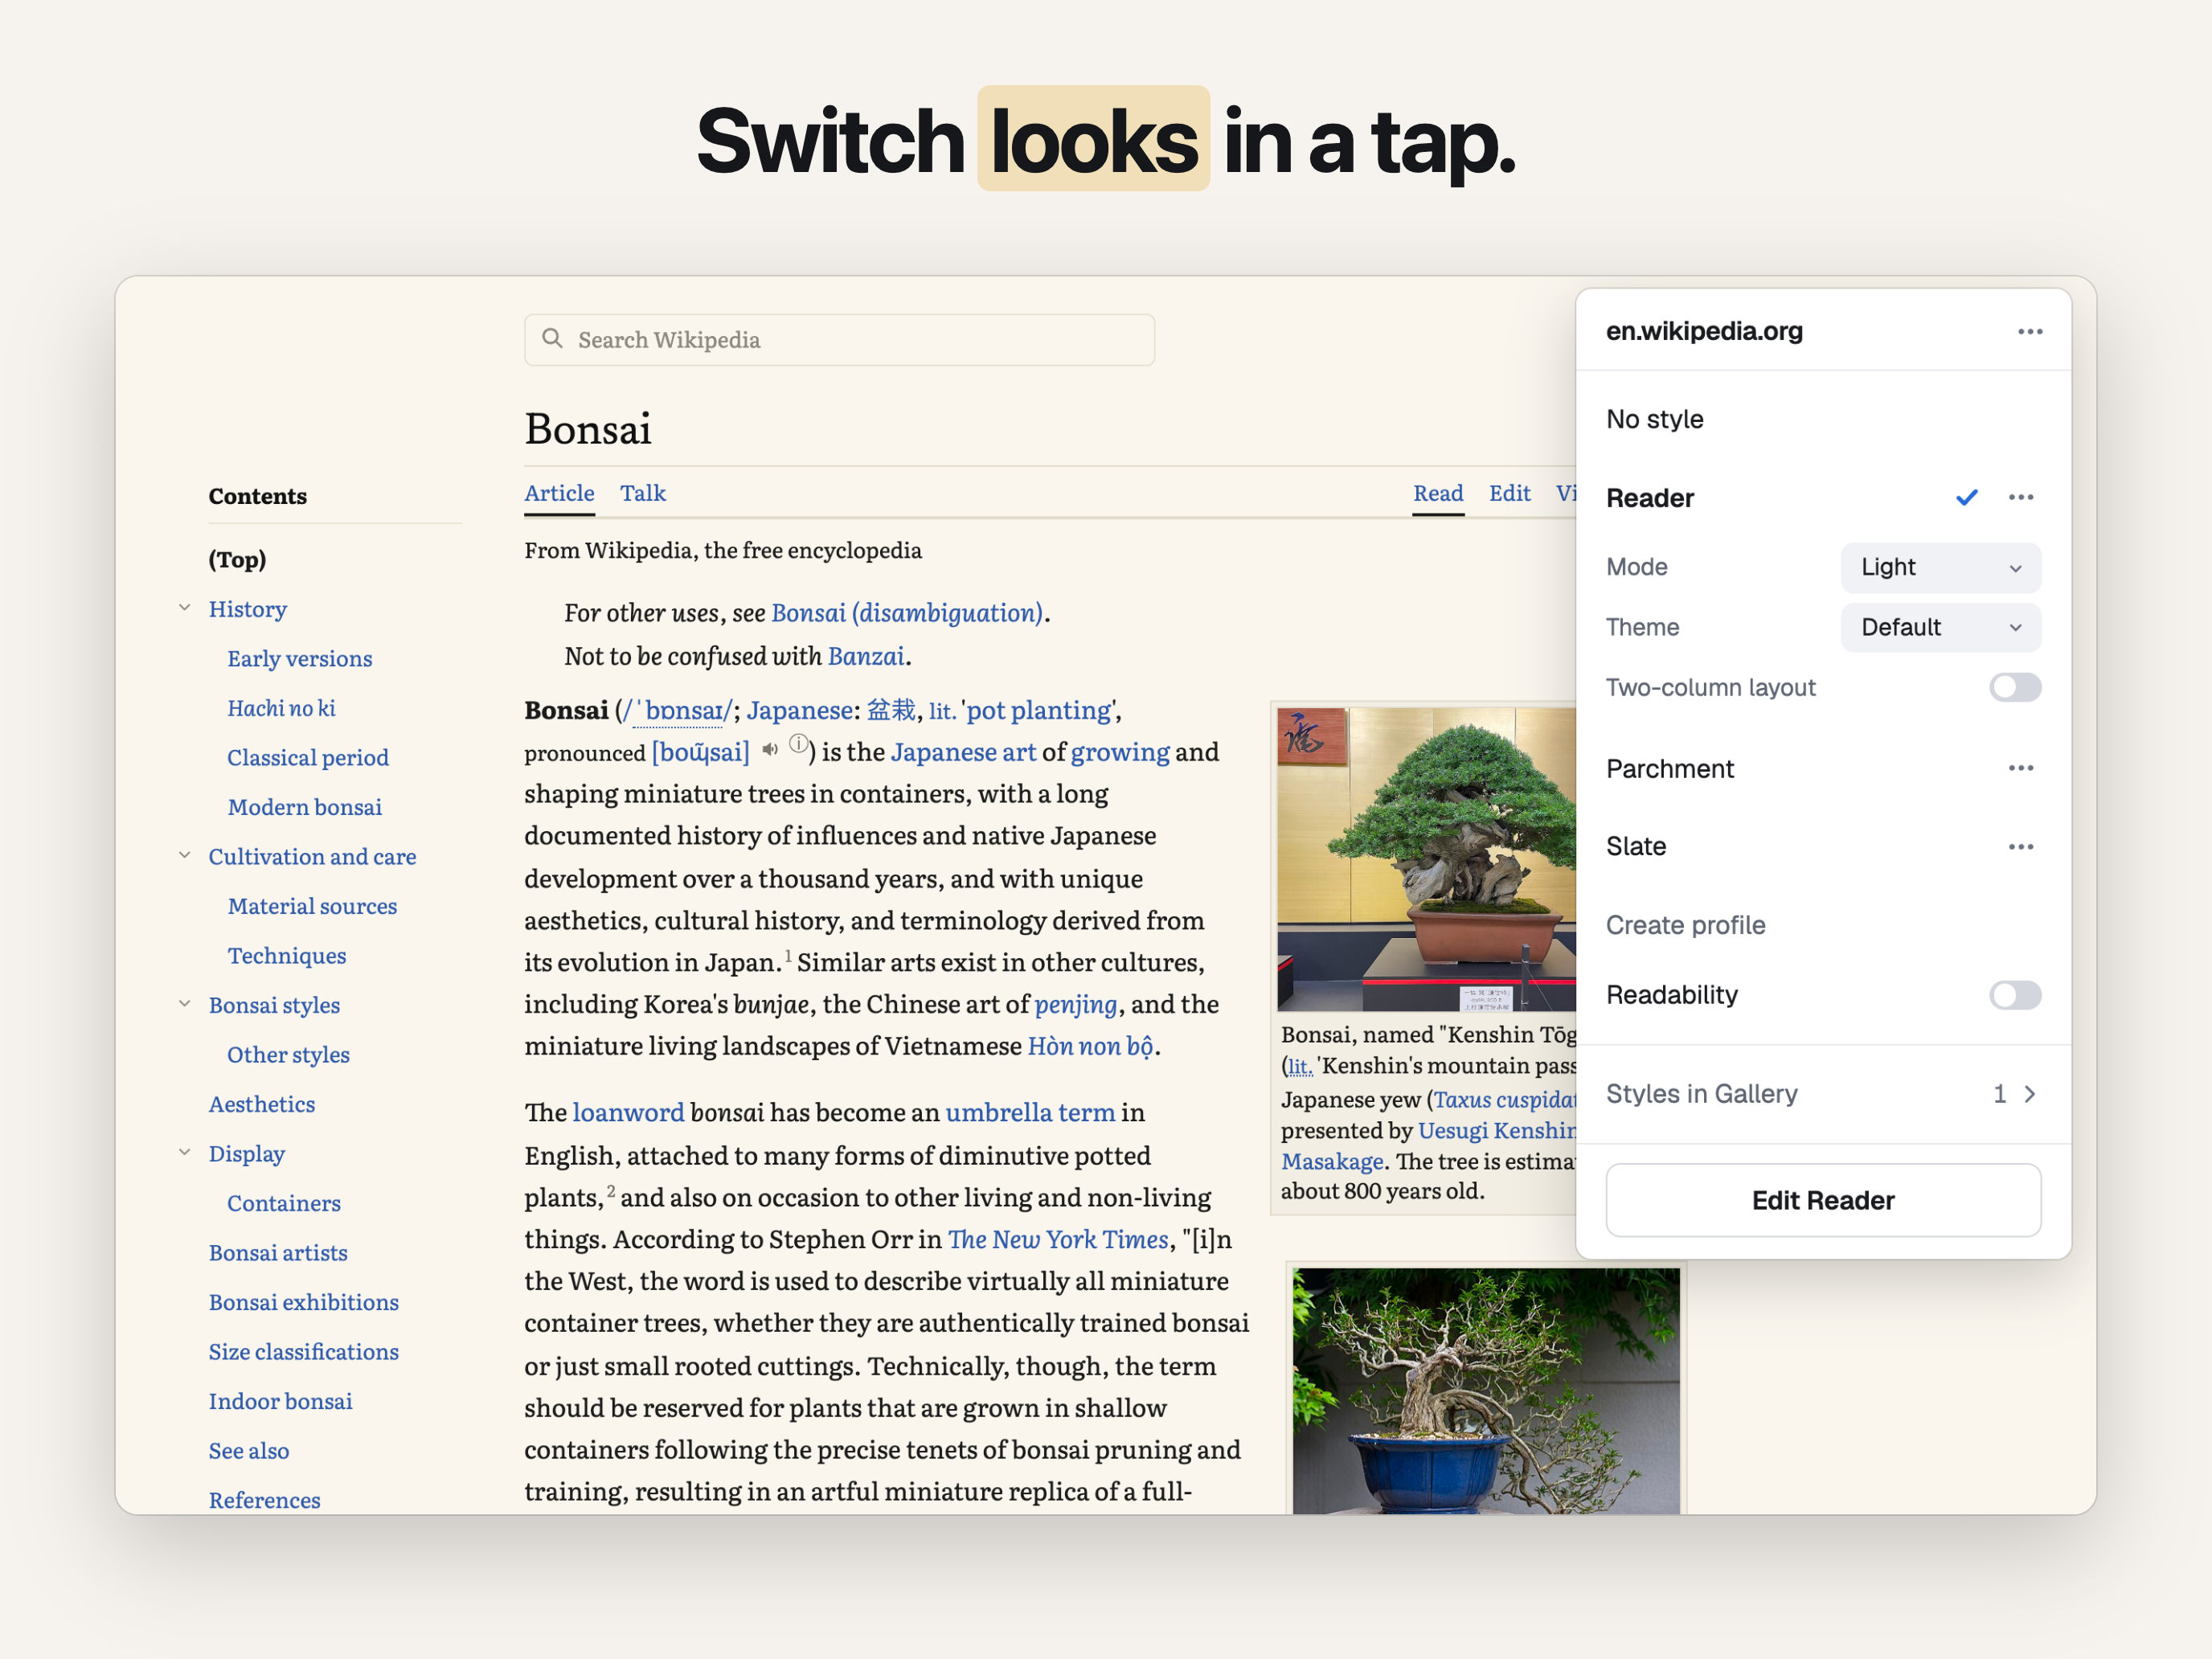 Switch looks in a tap.
Search Wikipedia
Bonsai
Article Talk
Read Edit Vi
Contents
(Top)
History
Early versions
Hachi no ki
Classical period
Modern bonsai
Cultivation and care
Material sources
Techniques
Bonsai styles
Other styles
Aesthetics
Display
Containers
Bonsai artists
Bonsai exhibitions
Size classifications
Indoor bonsai
See also
References
From Wikipedia, the free encyclopedia
For other uses, see Bonsai (disambiguation).
Not to be confused with Banzai.
Bonsai (/ˈbɒnsaɪ/; Japanese: 盆栽, lit. 'pot planting',
pronounced [boɰ̃sai] ⓘ) is the Japanese art of growing and
shaping miniature trees in containers, with a long
documented history of influences and native Japanese
development over a thousand years, and with unique
aesthetics, cultural history, and terminology derived from
its evolution in Japan.1 Similar arts exist in other cultures,
including Korea's bunjae, the Chinese art of penjing, and the
miniature living landscapes of Vietnamese Hòn non bộ.
The loanword bonsai has become an umbrella term in
English, attached to many forms of diminutive potted
plants,2 and also on occasion to other living and non-living
things. According to Stephen Orr in The New York Times, "[i]n
the West, the word is used to describe virtually all miniature
container trees, whether they are authentically trained bonsai
or just small rooted cuttings. Technically, though, the term
should be reserved for plants that are grown in shallow
containers following the precise tenets of bonsai pruning and
training, resulting in an artful miniature replica of a full-
Bonsai, named "Kenshin Tōg
(lit. 'Kenshin's mountain pass
Japanese yew (Taxus cuspidat
presented by Uesugi Kenshin
Masakage. The tree is estima
about 800 years old.
en.wikipedia.org
No style
Reader
Mode Light
Theme Default
Two-column layout
Parchment
Slate
Create profile
Readability
Styles in Gallery 1
Edit Reader